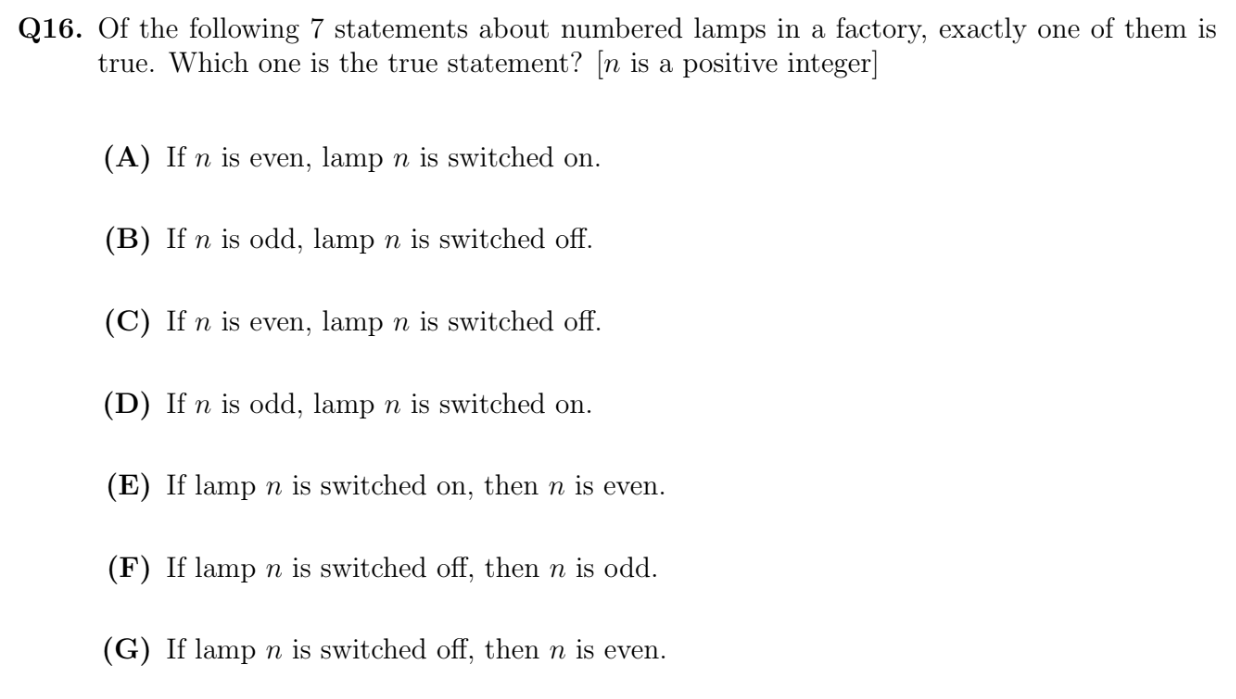 Q16. Of the following 7 statements about numbered lamps in a factory, exactly one of them is
true. Which one is the true statement? [n is a positive integer]
(A) If n is even, lamp n is switched on.
(B) If n is odd, lamp n is switched off.
(C) If n is even, lamp n is switched off.
(D) If n is odd, lamp n is switched on.
(E) If lamp n is switched on, then n is even.
(F) If lamp n is switched off, then n is odd.
(G) If lamp n is switched off, then n is even.